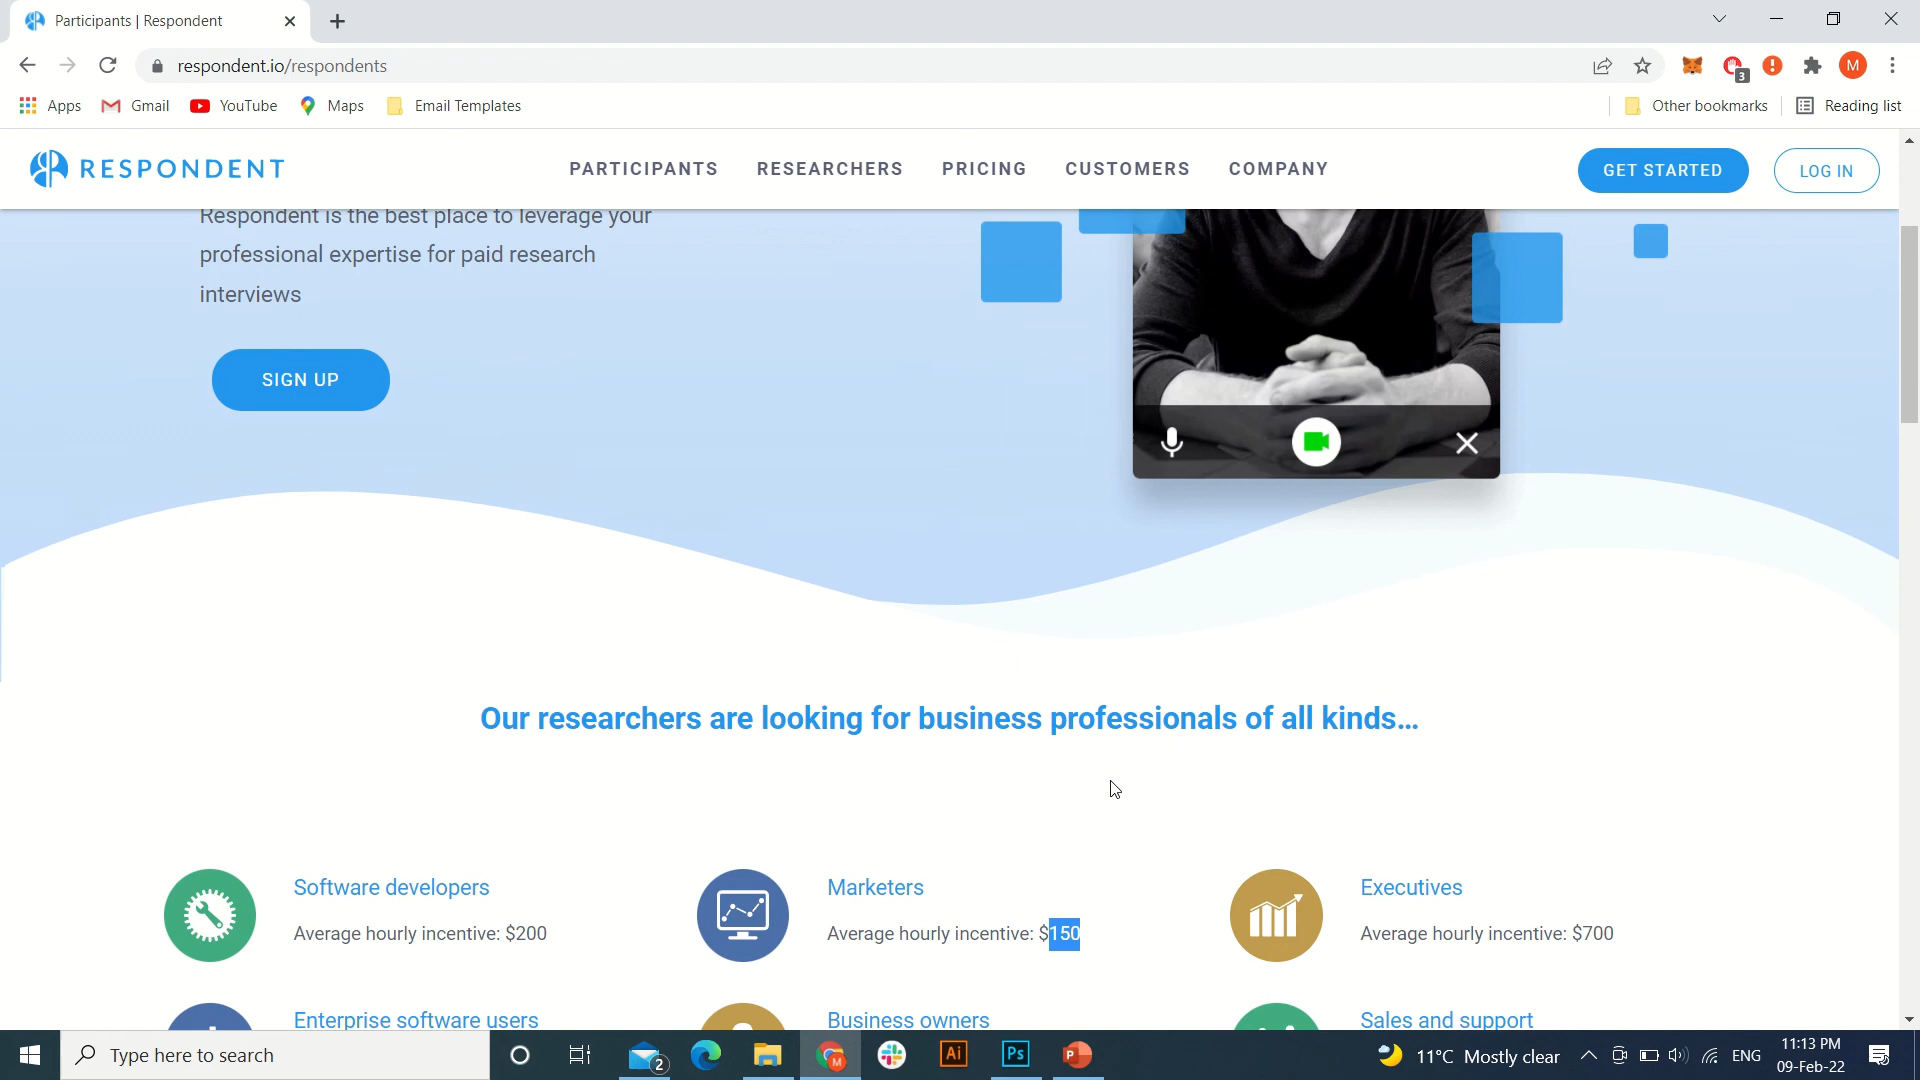 Participants | Respondent
respondent.io/respondents
3
M
Apps
Gmail
YouTube
Maps
Email Templates
Other bookmarks
Reading list
RESPONDENT
PARTICIPANTS
RESEARCHERS
PRICING
CUSTOMERS
COMPANY
GET STARTED
LOG IN
Respondent is the best place to leverage your
professional expertise for paid research
interviews
SIGN UP
Our researchers are looking for business professionals of all kinds...
Software developers
Average hourly incentive: $200
Marketers
Average hourly incentive: $150
Executives
Average hourly incentive: $700
Enterprise software users
Business owners
Sales and support
Type here to search
2
M
Ai
Ps
P
11°C Mostly clear
ENG
11:13 PM
09-Feb-22